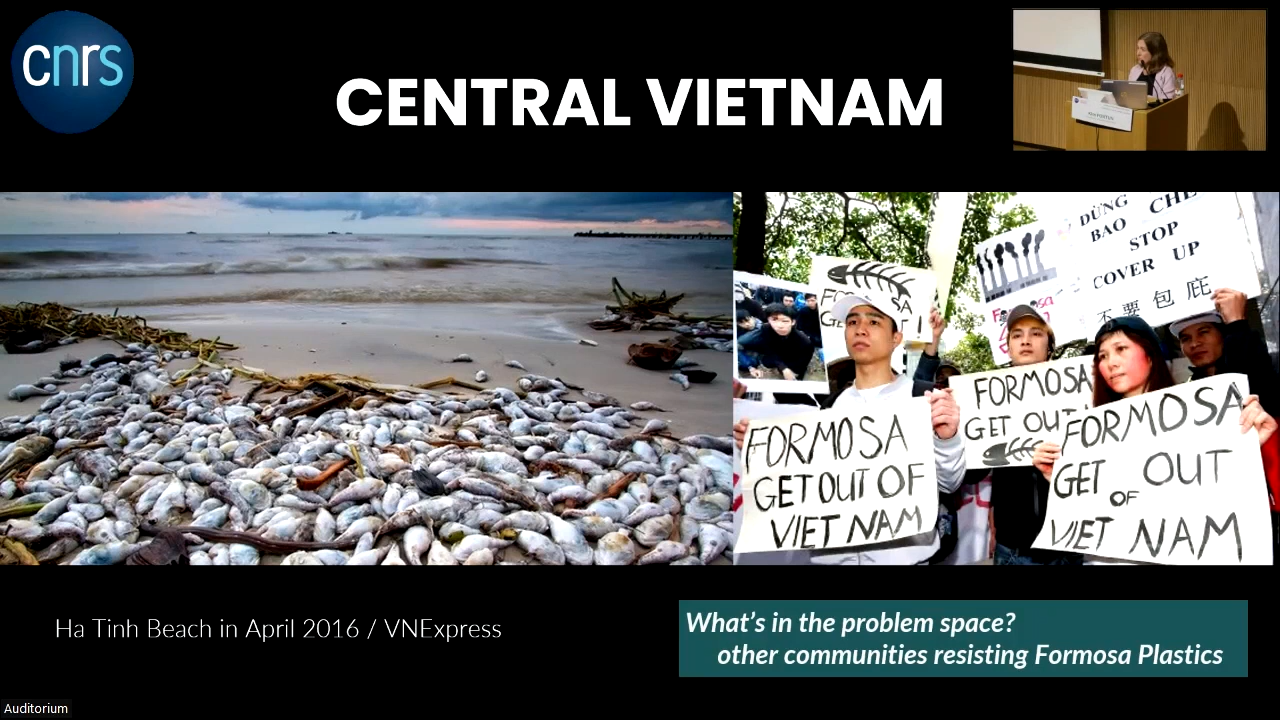 cnrs
CENTRAL VIETNAM
DỪNG
BAO CHE
STOP
COVER UP
不要包庇
FORMOSA
GET OUT OF
VIET NAM
FORMOSA
GET OUT
FORMOSA
GET OUT
OF
VIET NAM
Ha Tinh Beach in April 2016 / VNExpress
What's in the problem space?
other communities resisting Formosa Plastics
Auditorium